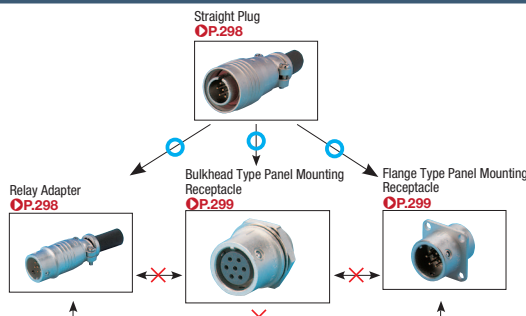 Straight Plug
P.298
Relay Adapter
P.298
Bulkhead Type Panel Mounting
Receptacle
P.299
Flange Type Panel Mounting
Receptacle
P.299